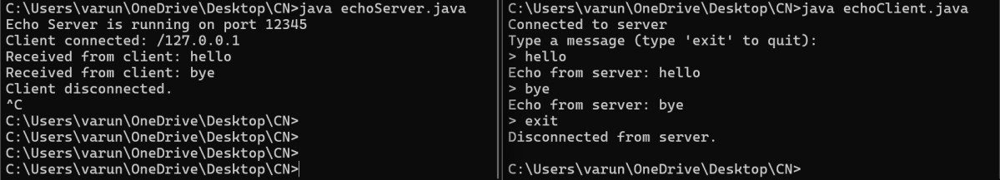 C:\Users\varun\OneDrive\Desktop\CN>java echoServer.java
Echo Server is running on port 12345
Client connected: /127.0.0.1
Received from client: hello
Received from client: bye
Client disconnected.
^C
C:\Users\varun\OneDrive\Desktop\CN>
C:\Users\varun\OneDrive\Desktop\CN>
C:\Users\varun\OneDrive\Desktop\CN>
C:\Users\varun\OneDrive\Desktop\CN>
C:\Users\varun\OneDrive\Desktop\CN>java echoClient.java
Connected to server
Type a message (type 'exit' to quit):
> hello
Echo from server: hello
> bye
Echo from server: bye
> exit
Disconnected from server.
C:\Users\varun\OneDrive\Desktop\CN>